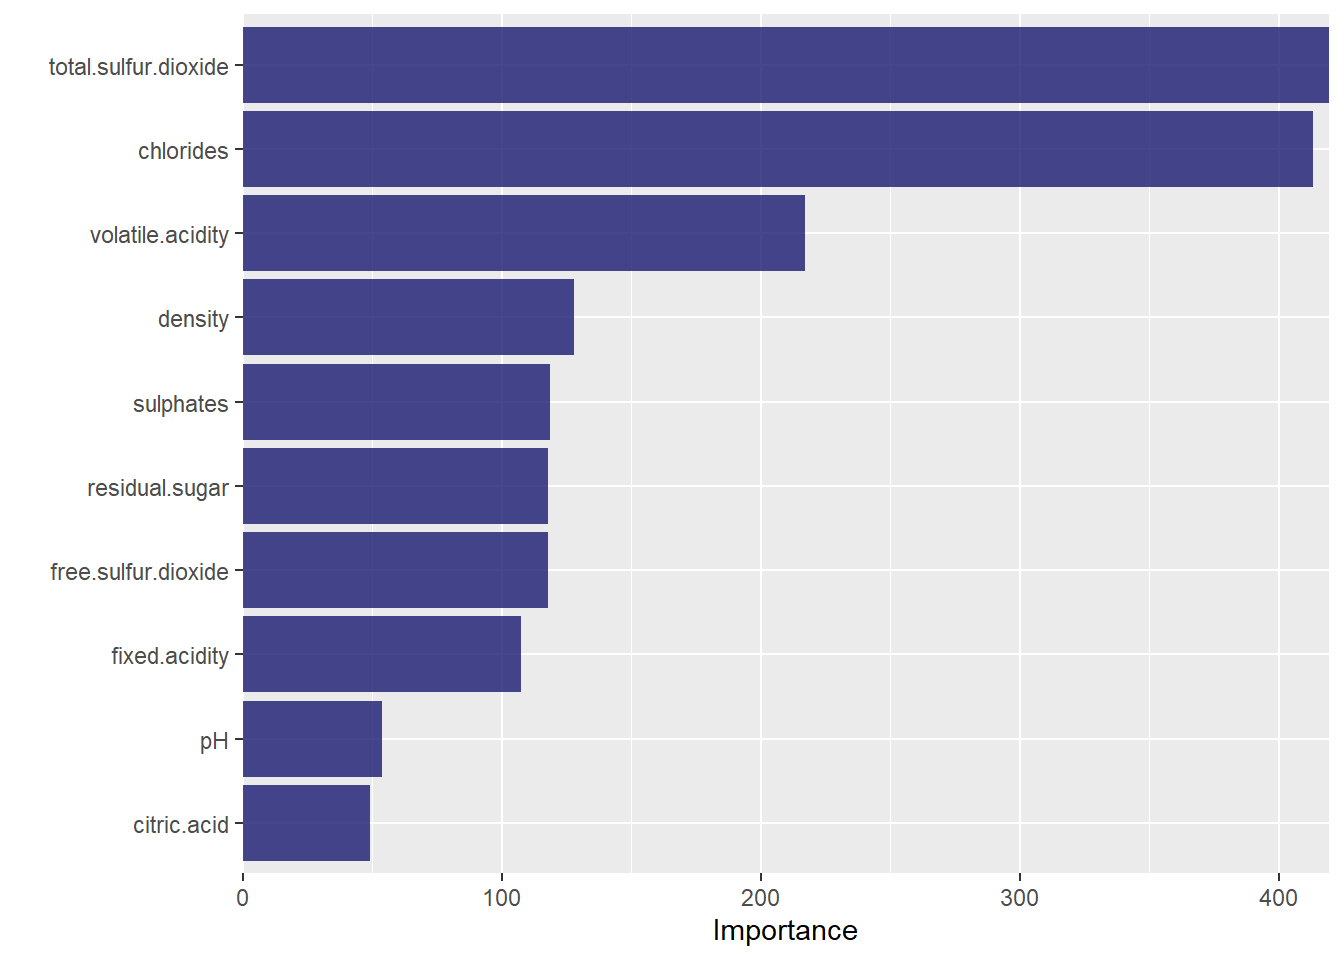 total.sulfur.dioxide
chlorides
volatile.acidity
density
sulphates
residual.sugar
free.sulfur.dioxide
fixed.acidity
pH
citric.acid
0 100 200 300 400
Importance